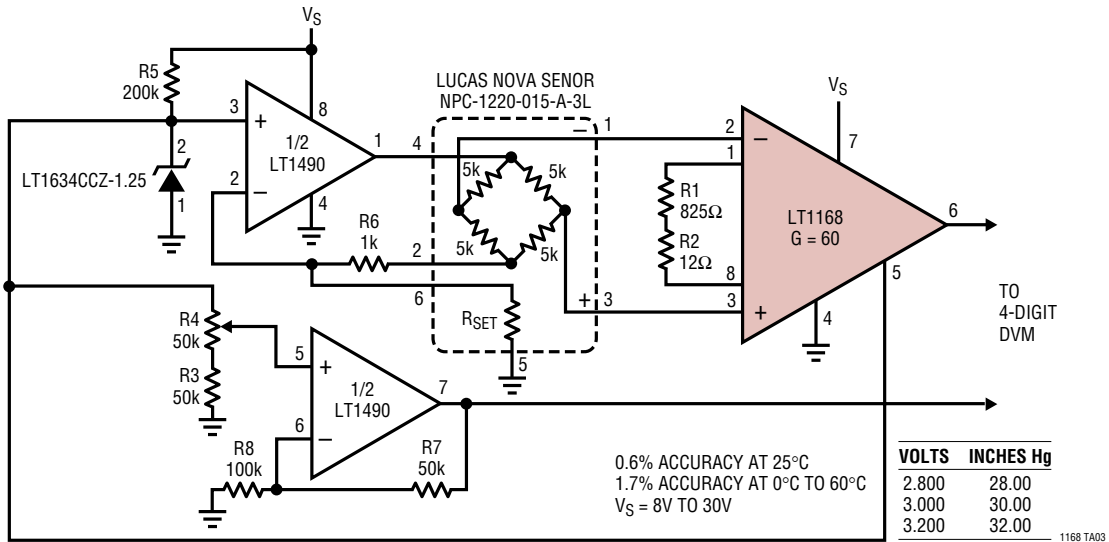 VS
R5
200k
3
+
8
1/2
LT1490
1
2
−
4
2
LT1634CCZ-1.25
1
LUCAS NOVA SENOR
NPC-1220-015-A-3L
4
− 1
5k
5k
5k
5k
R6
1k
2
6
+ 3
RSET
5
VS
2
−
7
1
R1
825Ω
R2
12Ω
LT1168
G = 60
6
8
5
3
+
4
TO
4-DIGIT
DVM
R4
50k
R3
50k
5
+
1/2
LT1490
7
6
−
R8
100k
R7
50k
0.6% ACCURACY AT 25°C
1.7% ACCURACY AT 0°C TO 60°C
VS = 8V TO 30V
VOLTS INCHES Hg
2.800 28.00
3.000 30.00
3.200 32.00
1168 TA03